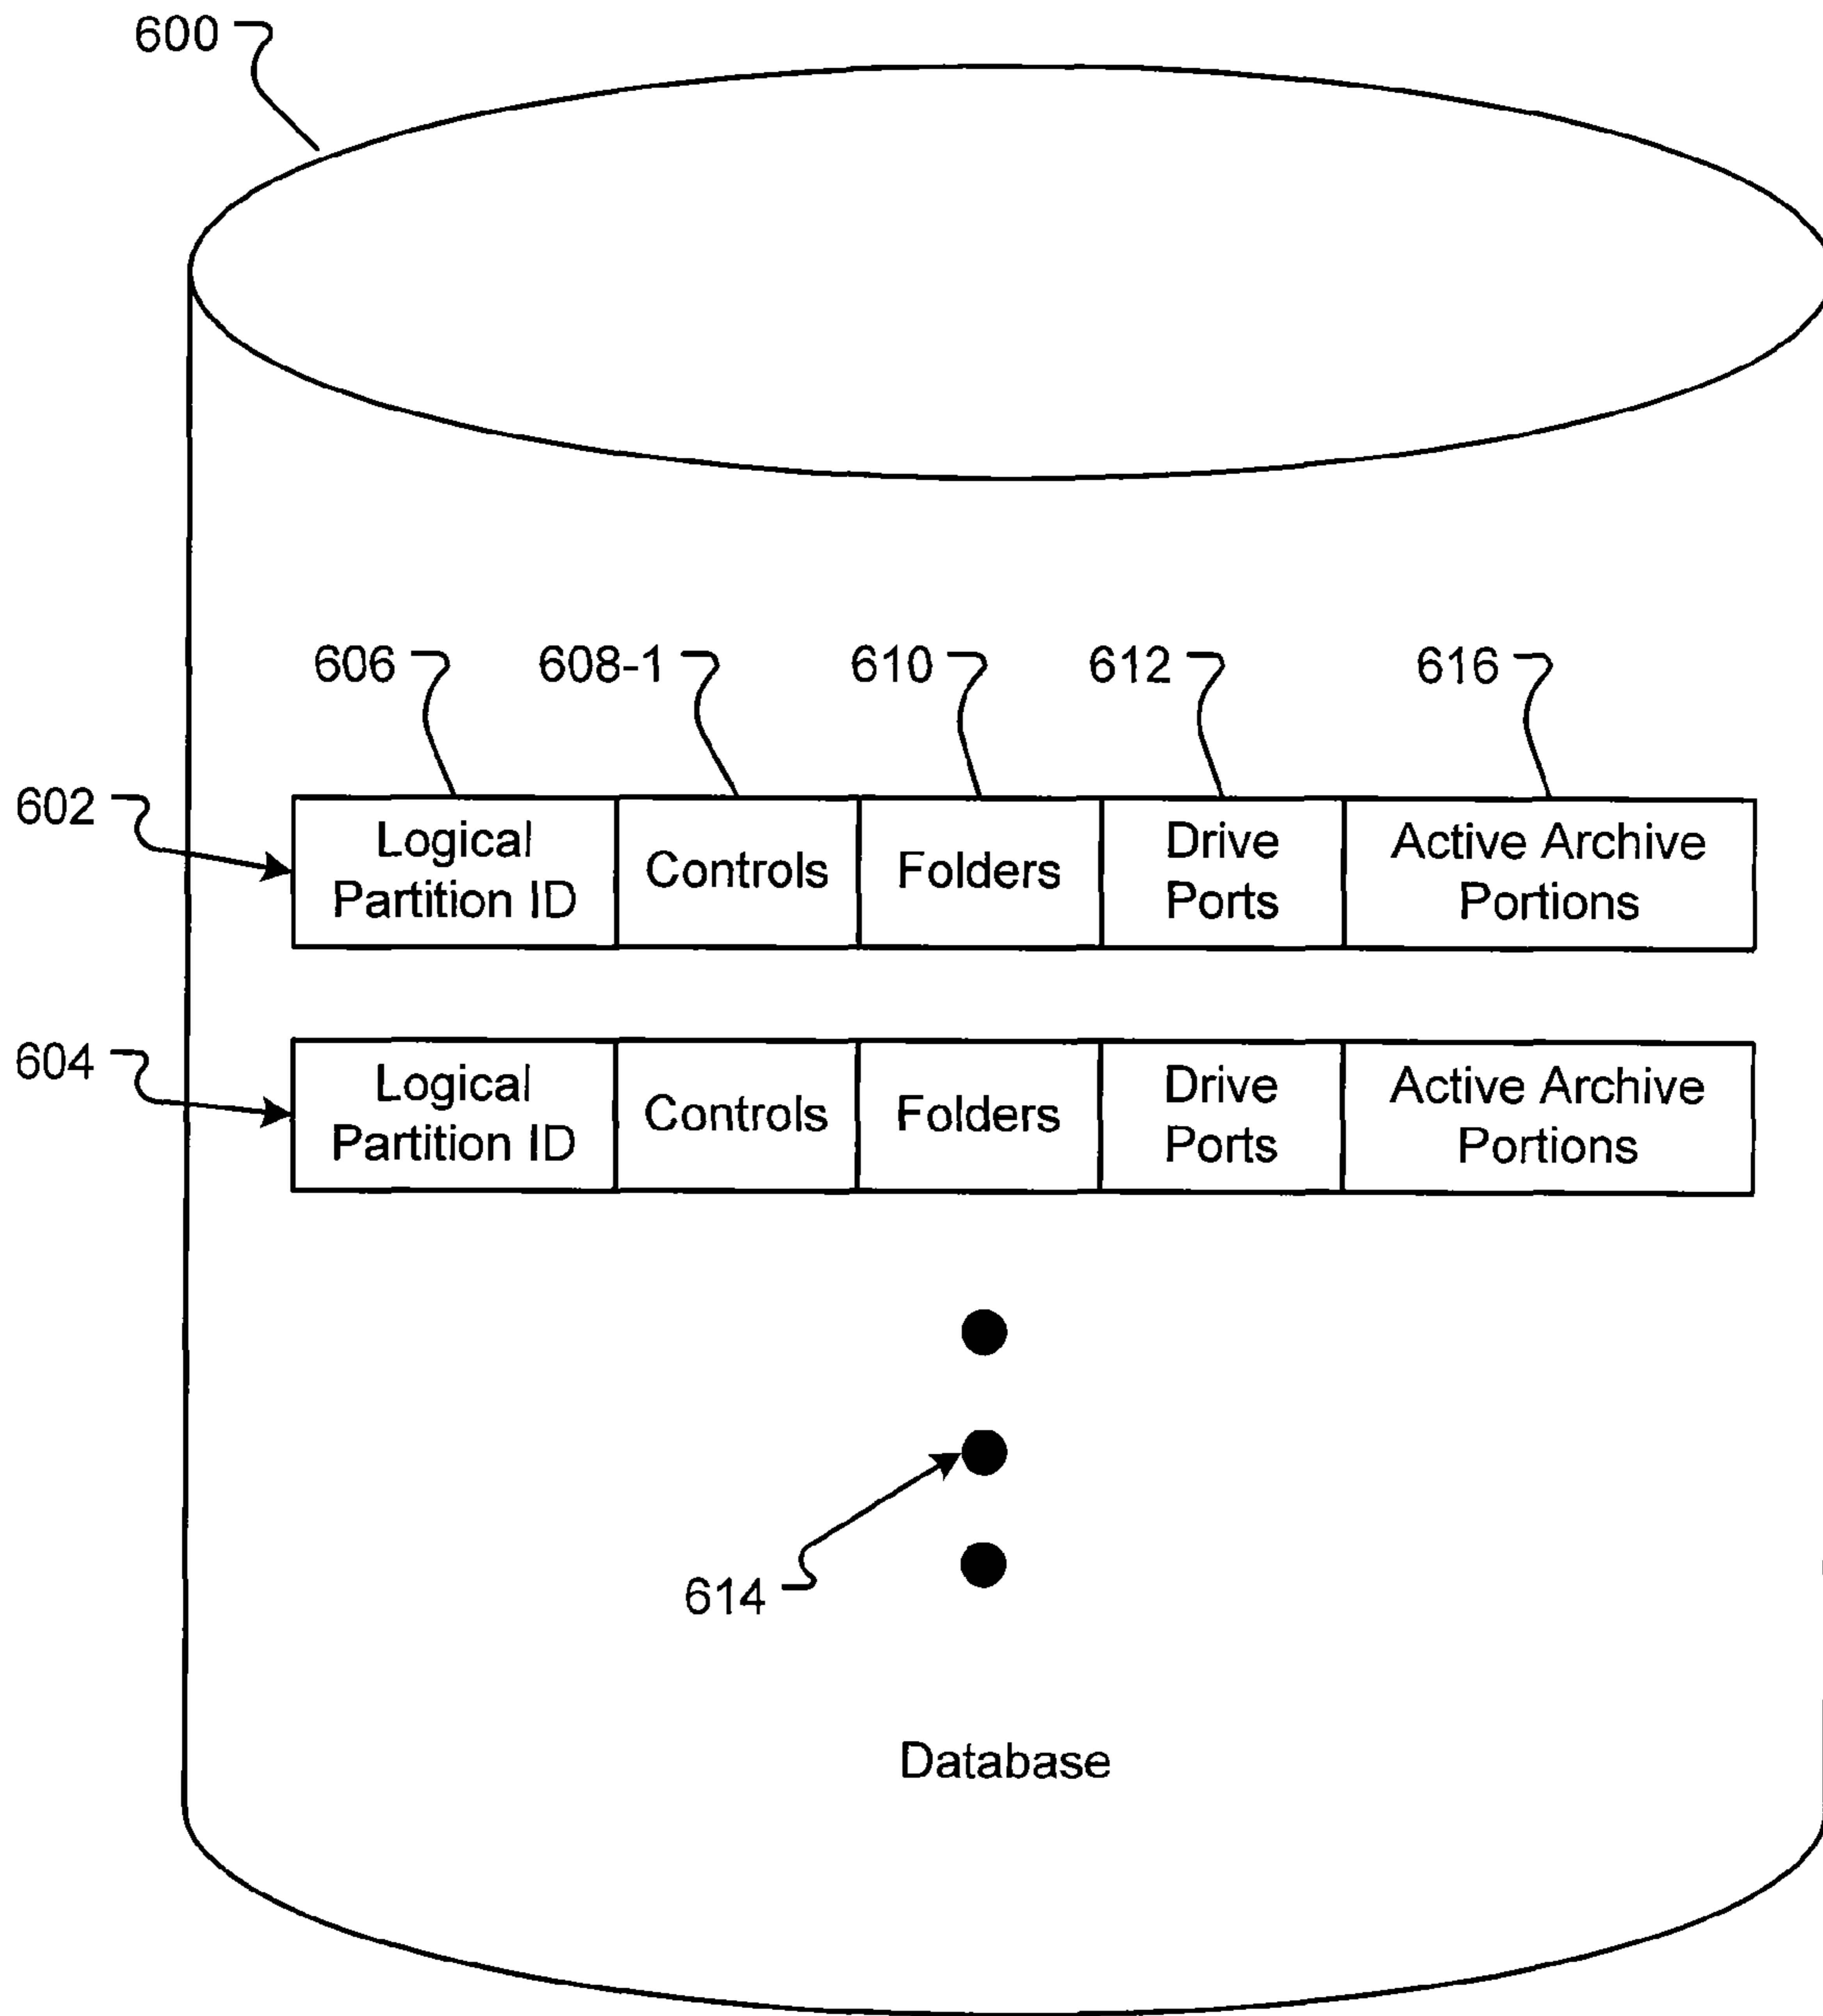 600
606 608-1 610 612 616
602
Logical Partition ID
Controls
Folders
Drive Ports
Active Archive Portions
604
Logical Partition ID
Controls
Folders
Drive Ports
Active Archive Portions
614
Database